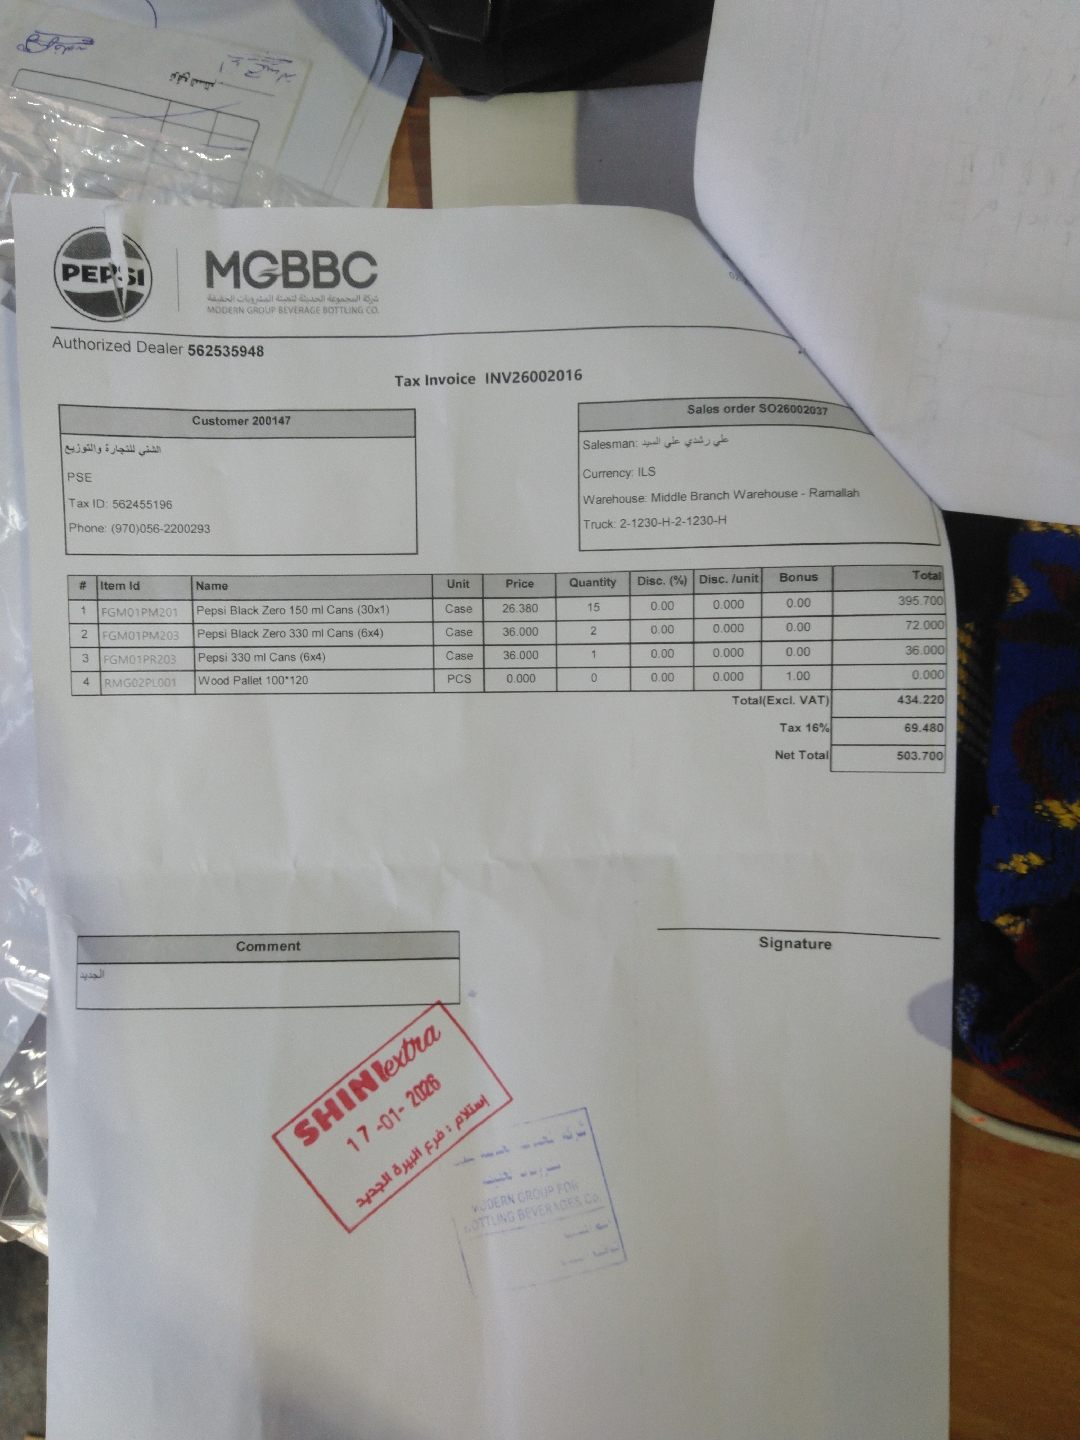 توقيع المستلم
PEPSI
MGBBC
شركة المجموعة الحديثة لتعبئة المشروبات الخفيفة
MODERN GROUP BEVERAGE BOTTLING CO.
Authorized Dealer 562535948
Tax Invoice INV26002016
Customer 200147
الشني للتجارة والتوزيع
PSE
Tax ID: 562455196
Phone: (970)056-2200293
Sales order SO26002037
Salesman: علي رشدي علي السيد
Currency: ILS
Warehouse: Middle Branch Warehouse - Ramallah
Truck: 2-1230-H-2-1230-H
# Item Id Name Unit Price Quantity Disc. (%) Disc. /unit Bonus Total
1 FGM01PM201 Pepsi Black Zero 150 ml Cans (30x1) Case 26.380 15 0.00 0.000 0.00 395.700
2 FGM01PM203 Pepsi Black Zero 330 ml Cans (6x4) Case 36.000 2 0.00 0.000 0.00 72.000
3 FGM01PR203 Pepsi 330 ml Cans (6x4) Case 36.000 1 0.00 0.000 0.00 36.000
4 RMG02PL001 Wood Pallet 100*120 PCS 0.000 0 0.00 0.000 1.00 0.000
Total(Excl. VAT) 434.220
Tax 16% 69.480
Net Total 503.700
Comment
الجديد
Signature
SHINI extra
17-01-2026
إستلام : فرع البيرة الجديد
MODERN GROUP FOR
BOTTLING BEVERAGES CO.